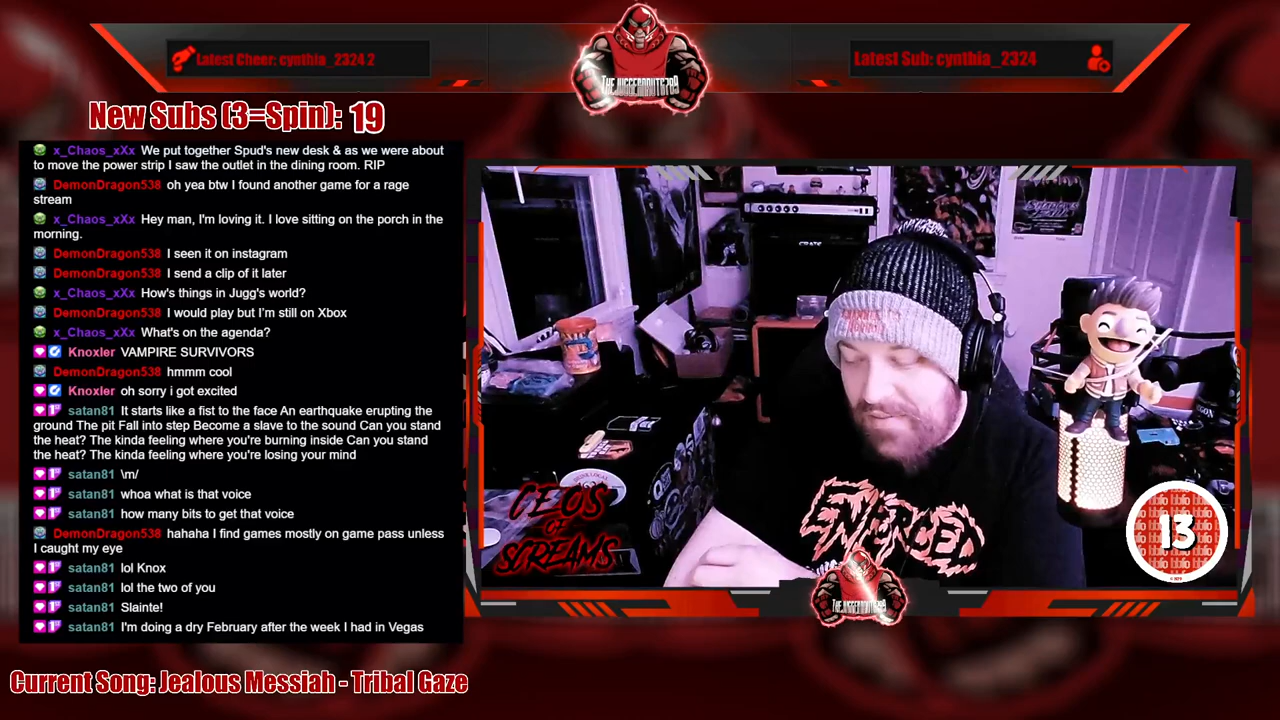 Latest Cheer: cynthia_2324 2
THEJUGGERNAUT6789
Latest Sub: cynthia_2324
New Subs (3=Spin): 19
x_Chaos_xXx We put together Spud's new desk & as we were about
to move the power strip I saw the outlet in the dining room. RIP
DemonDragon538 oh yea btw I found another game for a rage
stream
x_Chaos_xXx Hey man, I'm loving it. I love sitting on the porch in the
morning.
DemonDragon538 I seen it on instagram
DemonDragon538 I send a clip of it later
x_Chaos_xXx How's things in Jugg's world?
DemonDragon538 I would play but I'm still on Xbox
x_Chaos_xXx What's on the agenda?
Knoxler VAMPIRE SURVIVORS
DemonDragon538 hmmm cool
Knoxler oh sorry i got excited
satan81 It starts like a fist to the face An earthquake erupting the
ground The pit Fall into step Become a slave to the sound Can you stand
the heat? The kinda feeling where you're burning inside Can you stand
the heat? The kinda feeling where you're losing your mind
satan81 \m/
satan81 whoa what is that voice
satan81 how many bits to get that voice
DemonDragon538 hahaha I find games mostly on game pass unless
I caught my eye
satan81 lol Knox
satan81 lol the two of you
satan81 Slainte!
satan81 I'm doing a dry February after the week I had in Vegas
CRATE
CEO'S
OF
SCREAMS
ENFORCED
13
Current Song: Jealous Messiah - Tribal Gaze